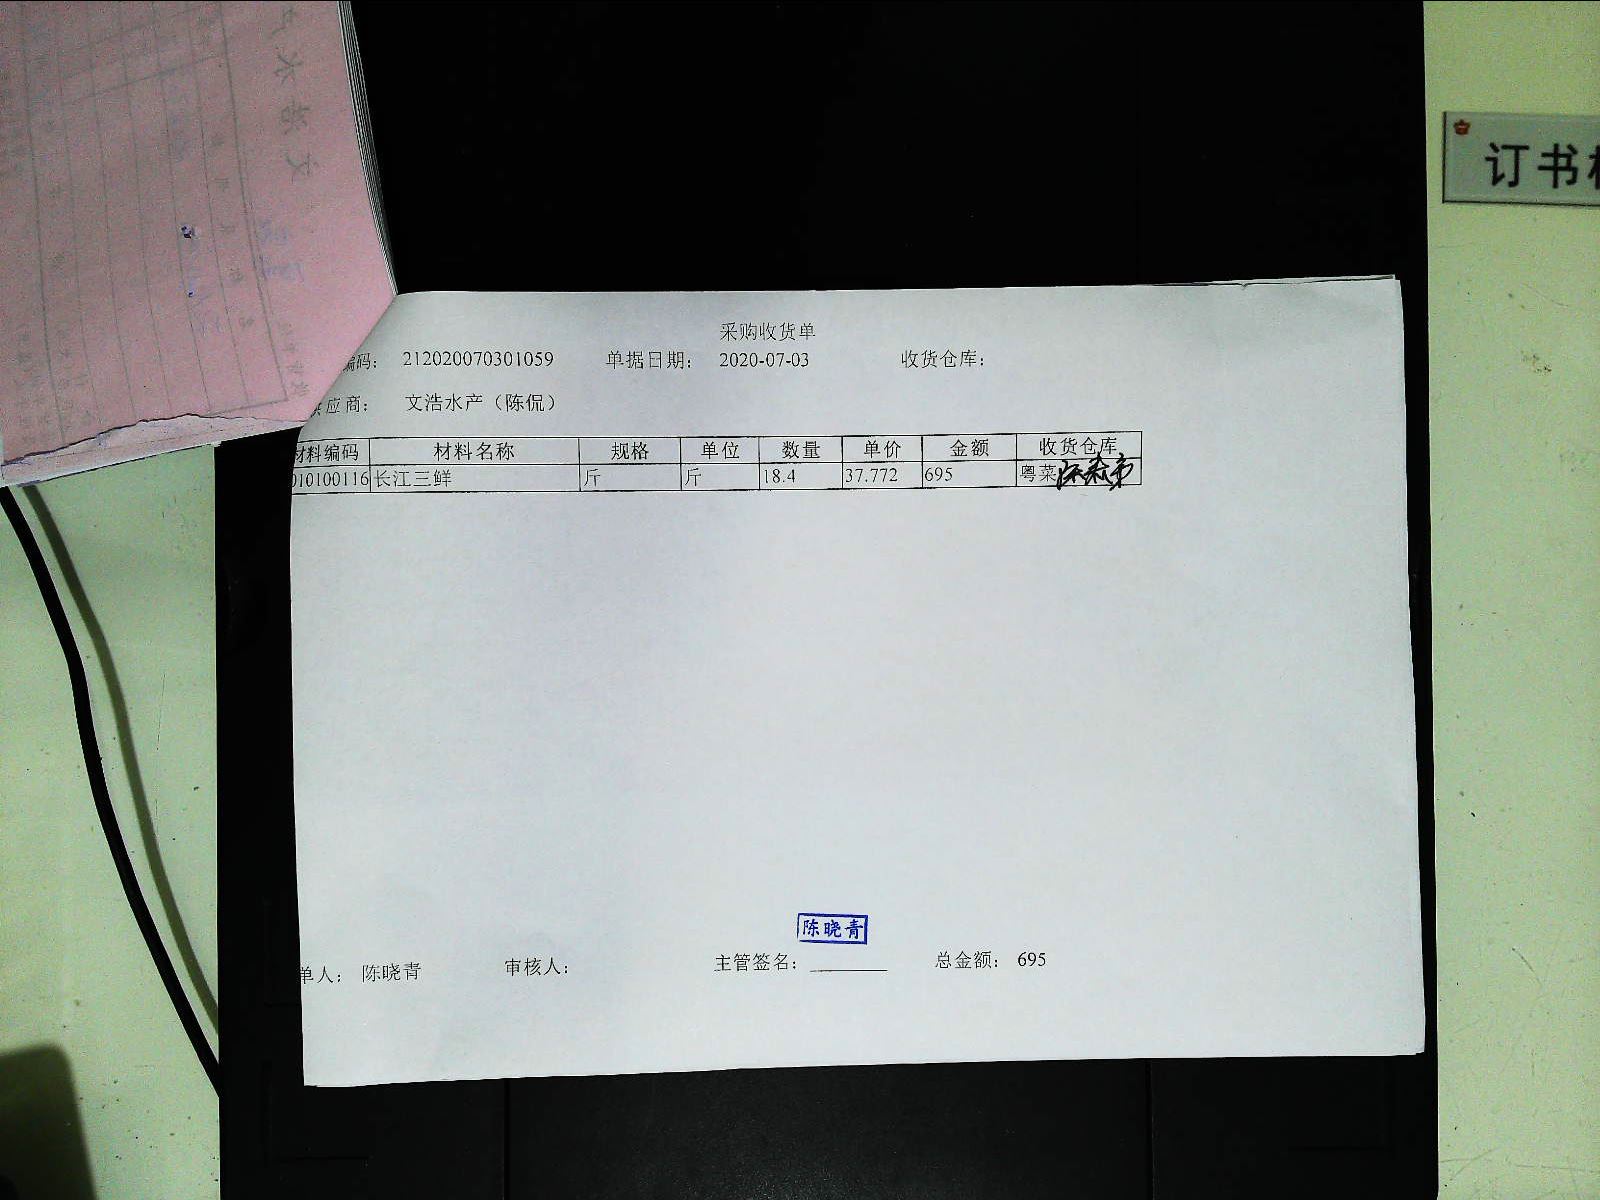 订书
采购收货单
编码: 212020070301059 单据日期: 2020-07-03 收货仓库:
供应商: 文浩水产（陈侃）
材料编码 材料名称 规格 单位 数量 单价 金额 收货仓库
010100116 长江三鲜 斤 斤 18.4 37.772 695 粤菜
陈晓青
单人: 陈晓青 审核人: 主管签名: 总金额: 695